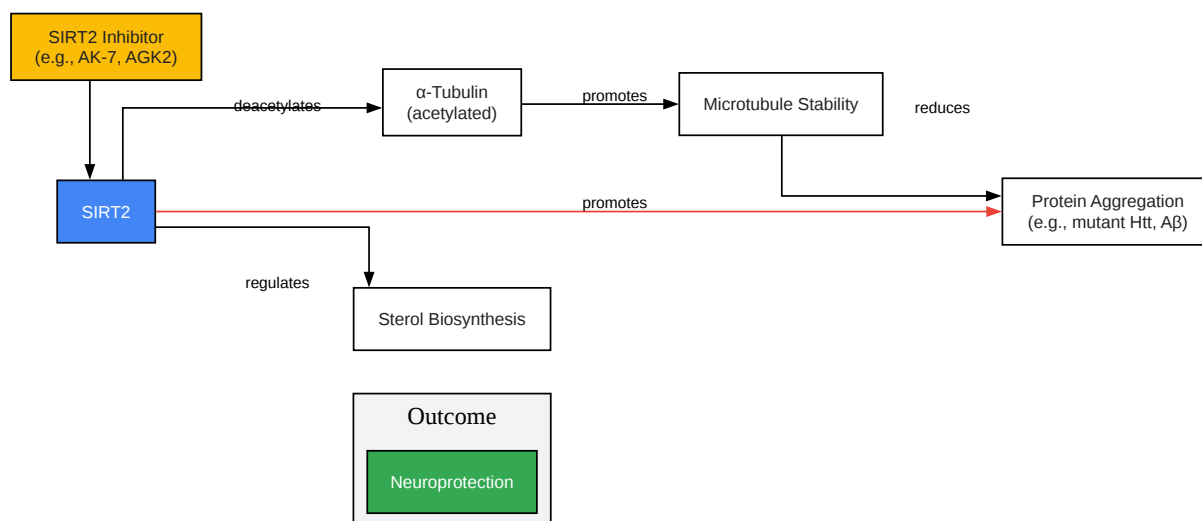 SIRT2 Inhibitor
(e.g., AK-7, AGK2)
deacetylates
α-Tubulin
(acetylated)
promotes
Microtubule Stability
reduces
SIRT2
promotes
Protein Aggregation
(e.g., mutant Htt, Aβ)
regulates
Sterol Biosynthesis
Outcome
Neuroprotection